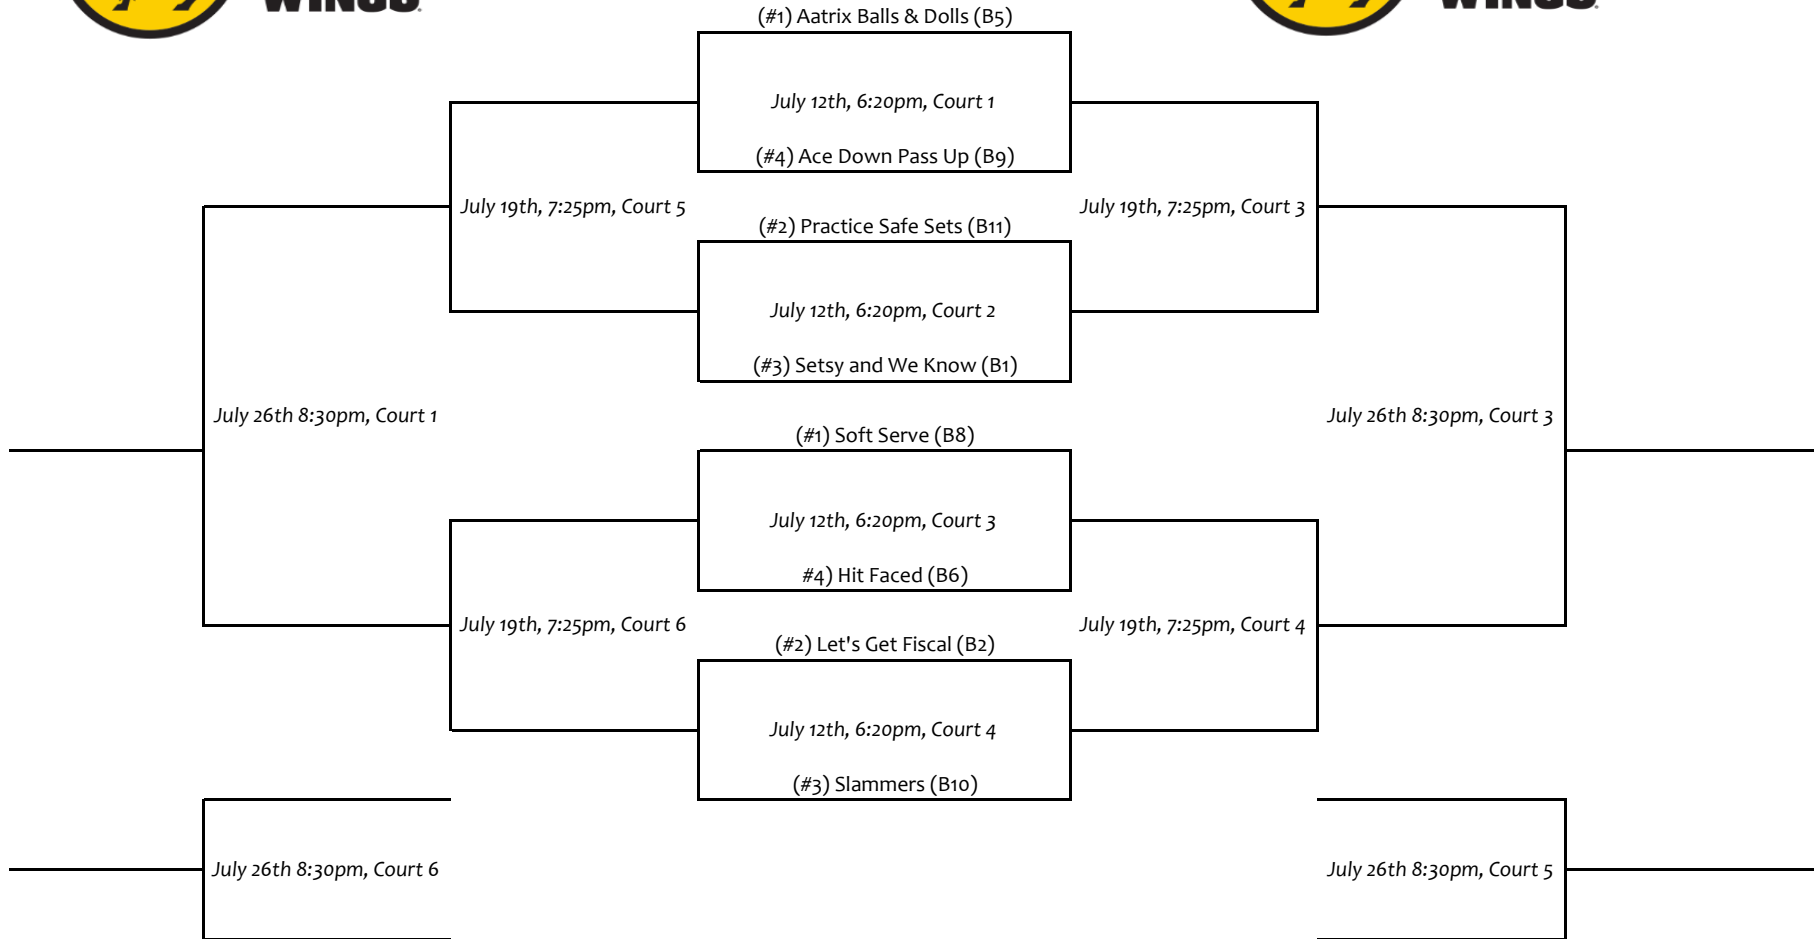 WINGS
WINGS
(#1) Aatrix Balls & Dolls (B5)
July 12th, 6:20pm, Court 1
(#4) Ace Down Pass Up (B9)
July 19th, 7:25pm, Court 5
July 19th, 7:25pm, Court 3
(#2) Practice Safe Sets (B11)
July 12th, 6:20pm, Court 2
(#3) Setsy and We Know (B1)
July 26th 8:30pm, Court 1
July 26th 8:30pm, Court 3
(#1) Soft Serve (B8)
July 12th, 6:20pm, Court 3
#4) Hit Faced (B6)
July 19th, 7:25pm, Court 6
July 19th, 7:25pm, Court 4
(#2) Let's Get Fiscal (B2)
July 12th, 6:20pm, Court 4
(#3) Slammers (B10)
July 26th 8:30pm, Court 6
July 26th 8:30pm, Court 5